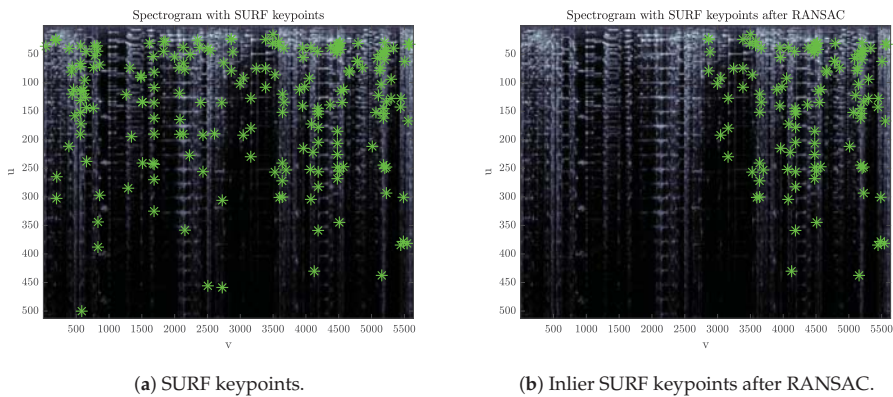 Spectrogram with SURF keypoints
50
100
150
200
250
300
350
400
450
500
u
500 1000 1500 2000 2500 3000 3500 4000 4500 5000 5500
v
(a) SURF keypoints.
Spectrogram with SURF keypoints after RANSAC
50
100
150
200
250
300
350
400
450
500
u
500 1000 1500 2000 2500 3000 3500 4000 4500 5000 5500
v
(b) Inlier SURF keypoints after RANSAC.